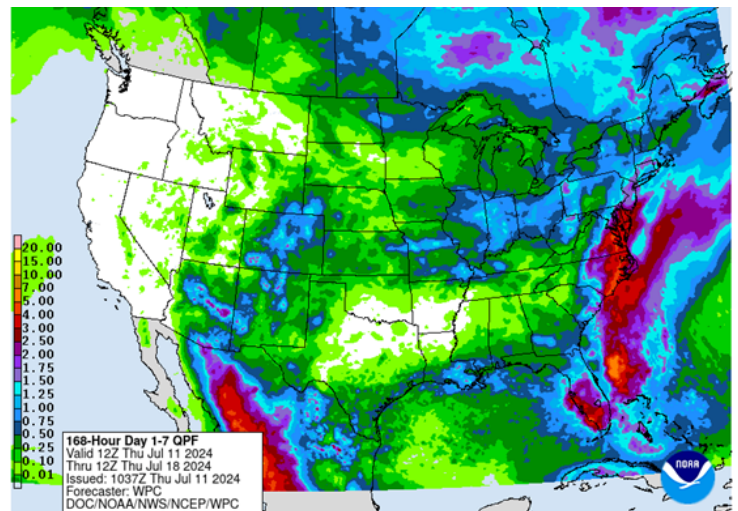 20.00
15.00
10.00
7.00
5.00
4.00
3.00
2.50
2.00
1.75
1.50
1.25
1.00
0.75
0.50
0.25
0.10
0.01
168-Hour Day 1-7 QPF
Valid 12Z Thu Jul 11 2024
Thru 12Z Thu Jul 18 2024
Issued: 1037Z Thu Jul 11 2024
Forecaster: WPC
DOC/NOAA/NWS/NCEP/WPC
NOAA